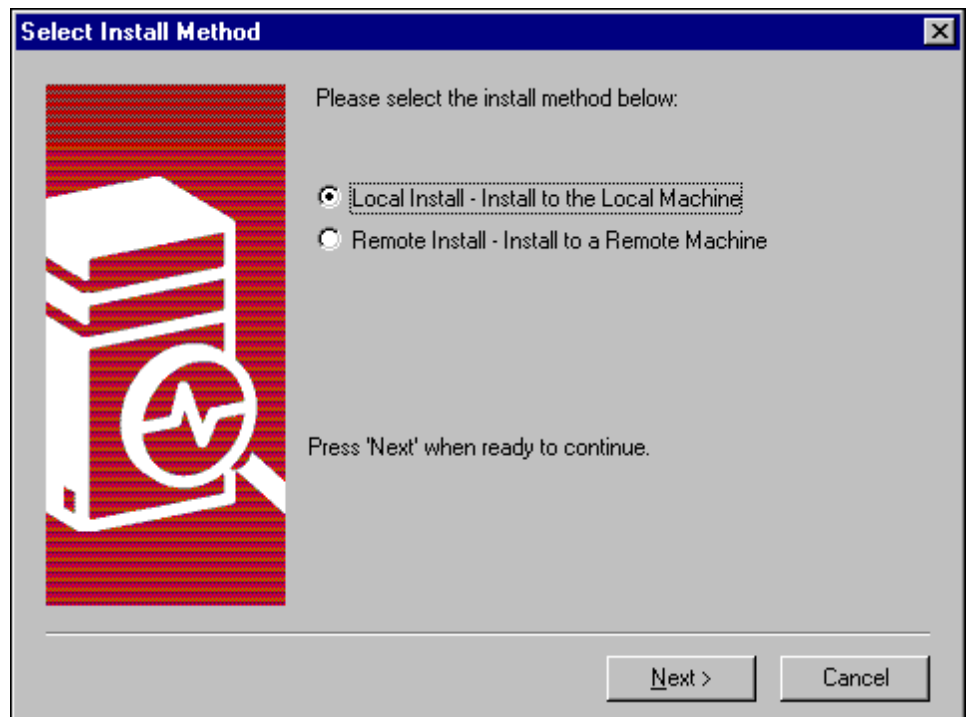 Select Install Method
Please select the install method below:
Local Install - Install to the Local Machine
Remote Install - Install to a Remote Machine
Press 'Next' when ready to continue.
Next >
Cancel